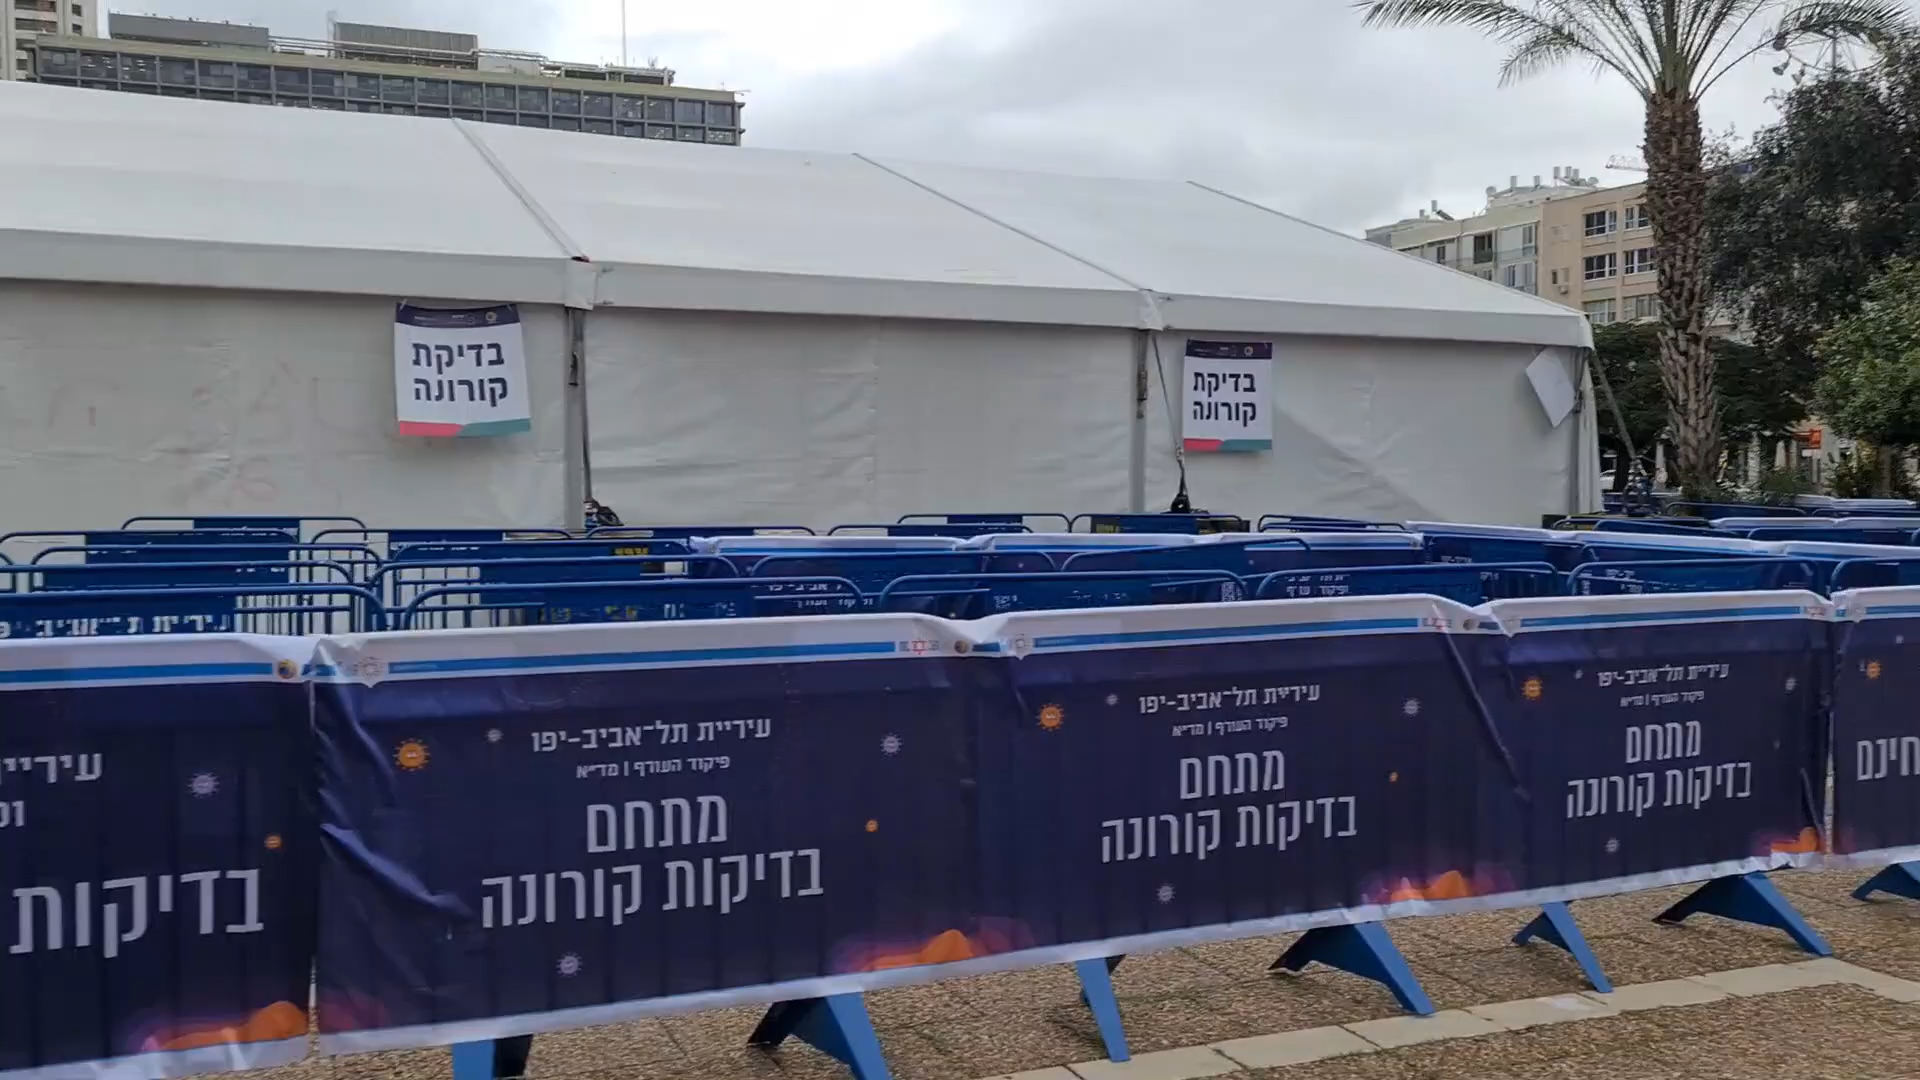 בדיקת
קורונה
בדיקת
קורונה
בדיקות
עיריית תל-אביב-יפו
פיקוד העורף | מד״א
מתחם
בדיקות קורונה
עיריית תל-אביב-יפו
פיקוד העורף | מד״א
מתחם
בדיקות קורונה
עיריית תל-אביב-יפו
פיקוד העורף | מד״א
מתחם
בדיקות קורונה
חינם